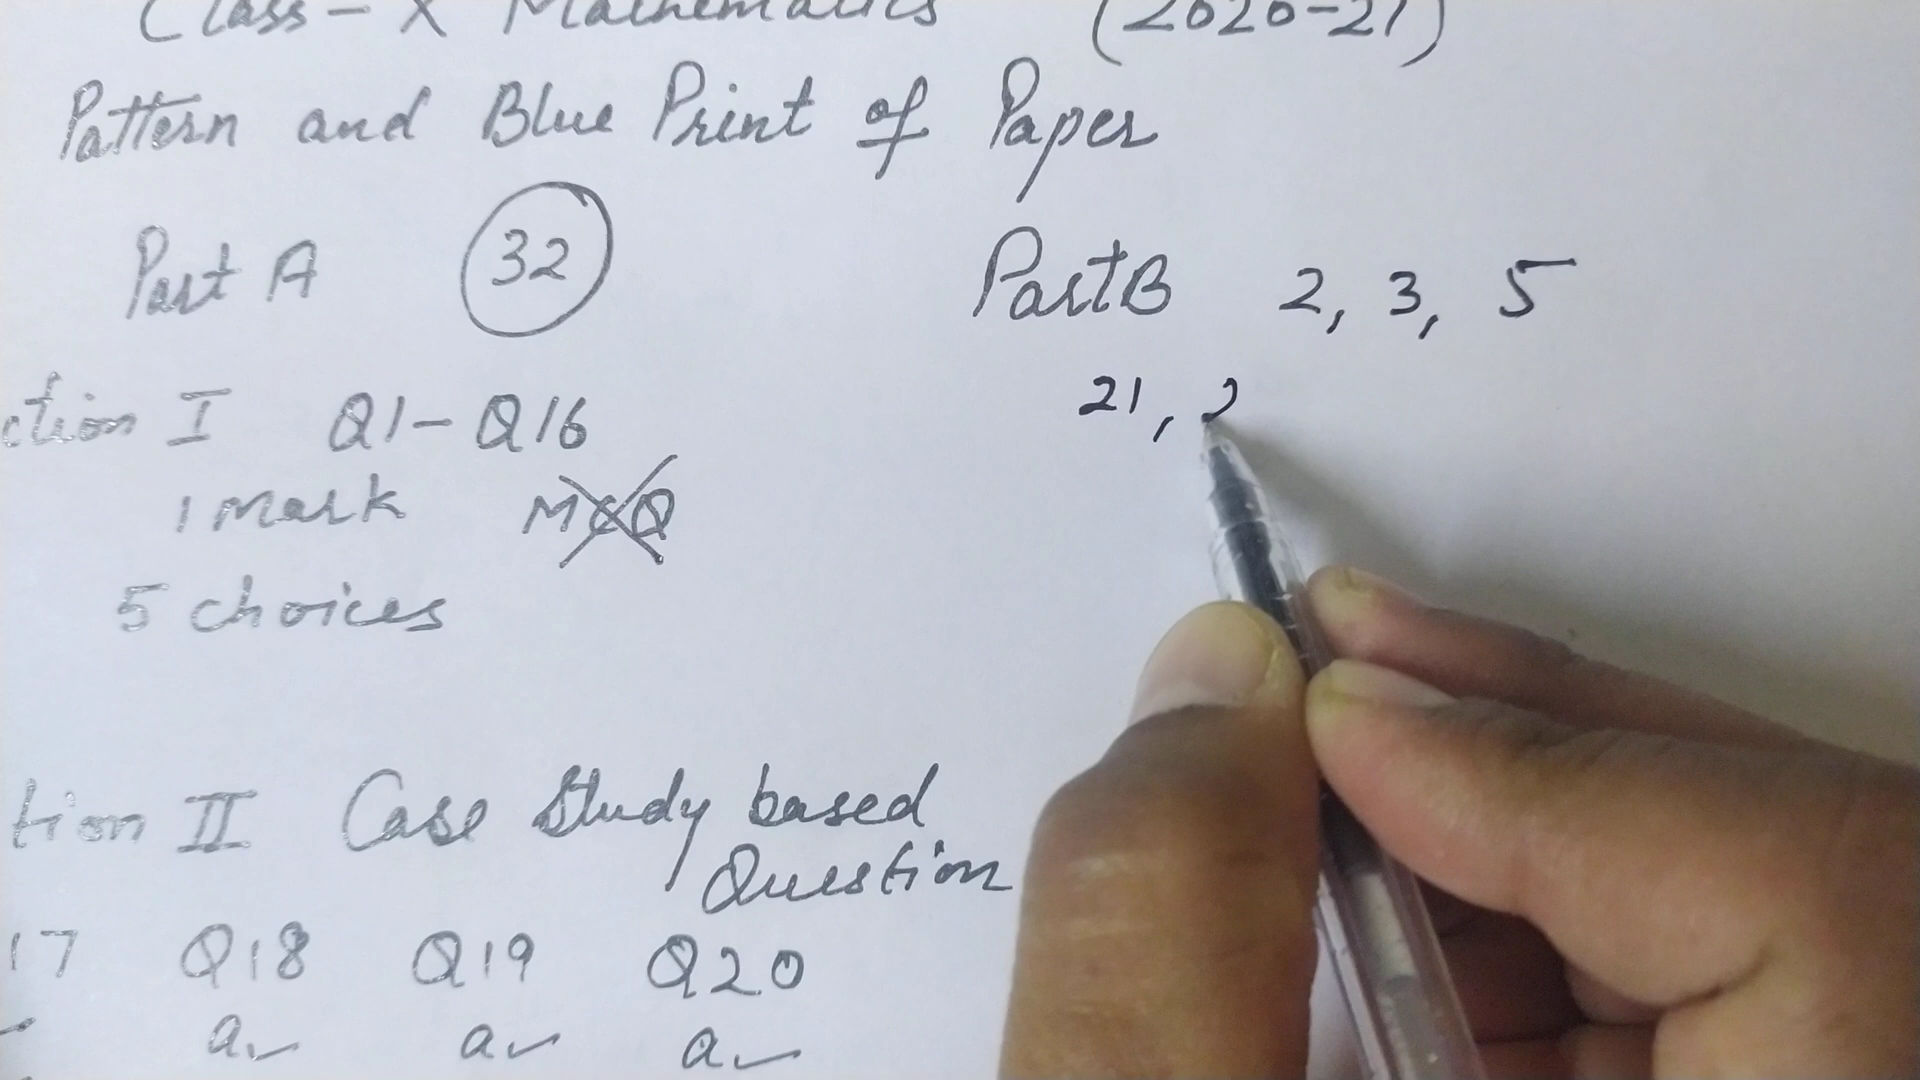 Class - X Mathematics (2020-21)
Pattern and Blue Print of Paper
Part A 32
Part B 2, 3, 5
21, 2
ction I Q1 - Q16
1 Mark MCQ
5 choices
tion II Case Study based
Question
17 Q18 Q19 Q20
a a a